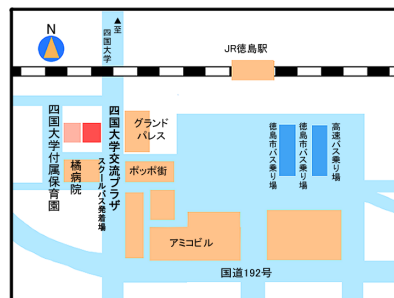 N
▲至
四国大学
JR徳島駅
グランド
パレス
四国大学付属保育園
橘病院
スクールバス発着場
四国大学交流プラザ
ポッポ街
徳島市バス乗り場
徳島市バス乗り場
高速バス乗り場
アミコビル
国道192号